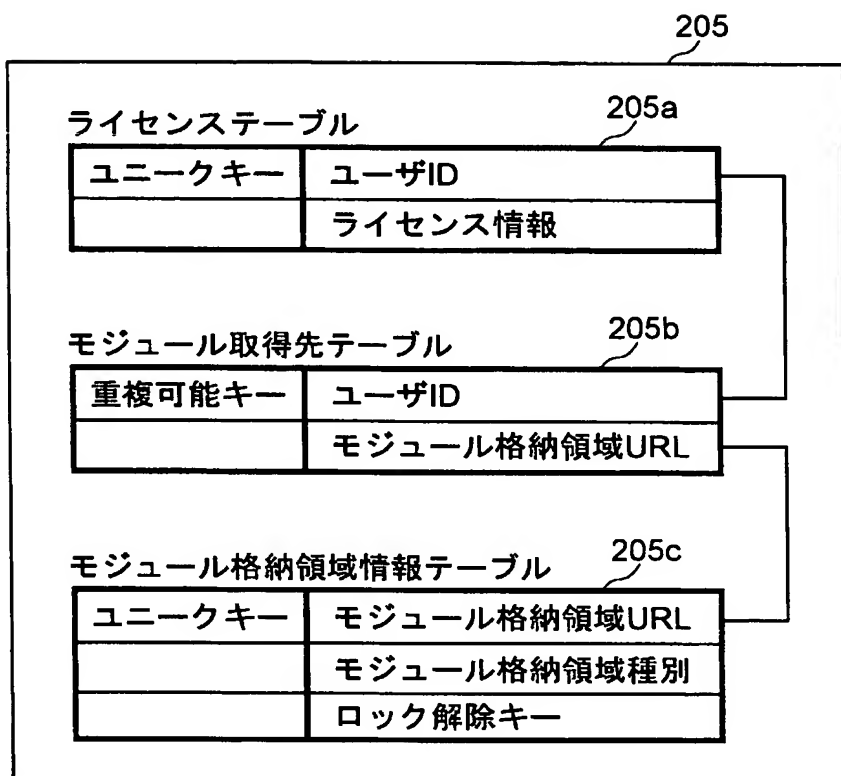 205
ライセンステーブル
205a
ユニークキー ユーザID
ライセンス情報
モジュール取得先テーブル
205b
重複可能キー ユーザID
モジュール格納領域URL
モジュール格納領域情報テーブル
205c
ユニークキー モジュール格納領域URL
モジュール格納領域種別
ロック解除キー